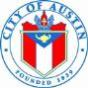 CITY OF AUSTIN
FOUNDED 1839